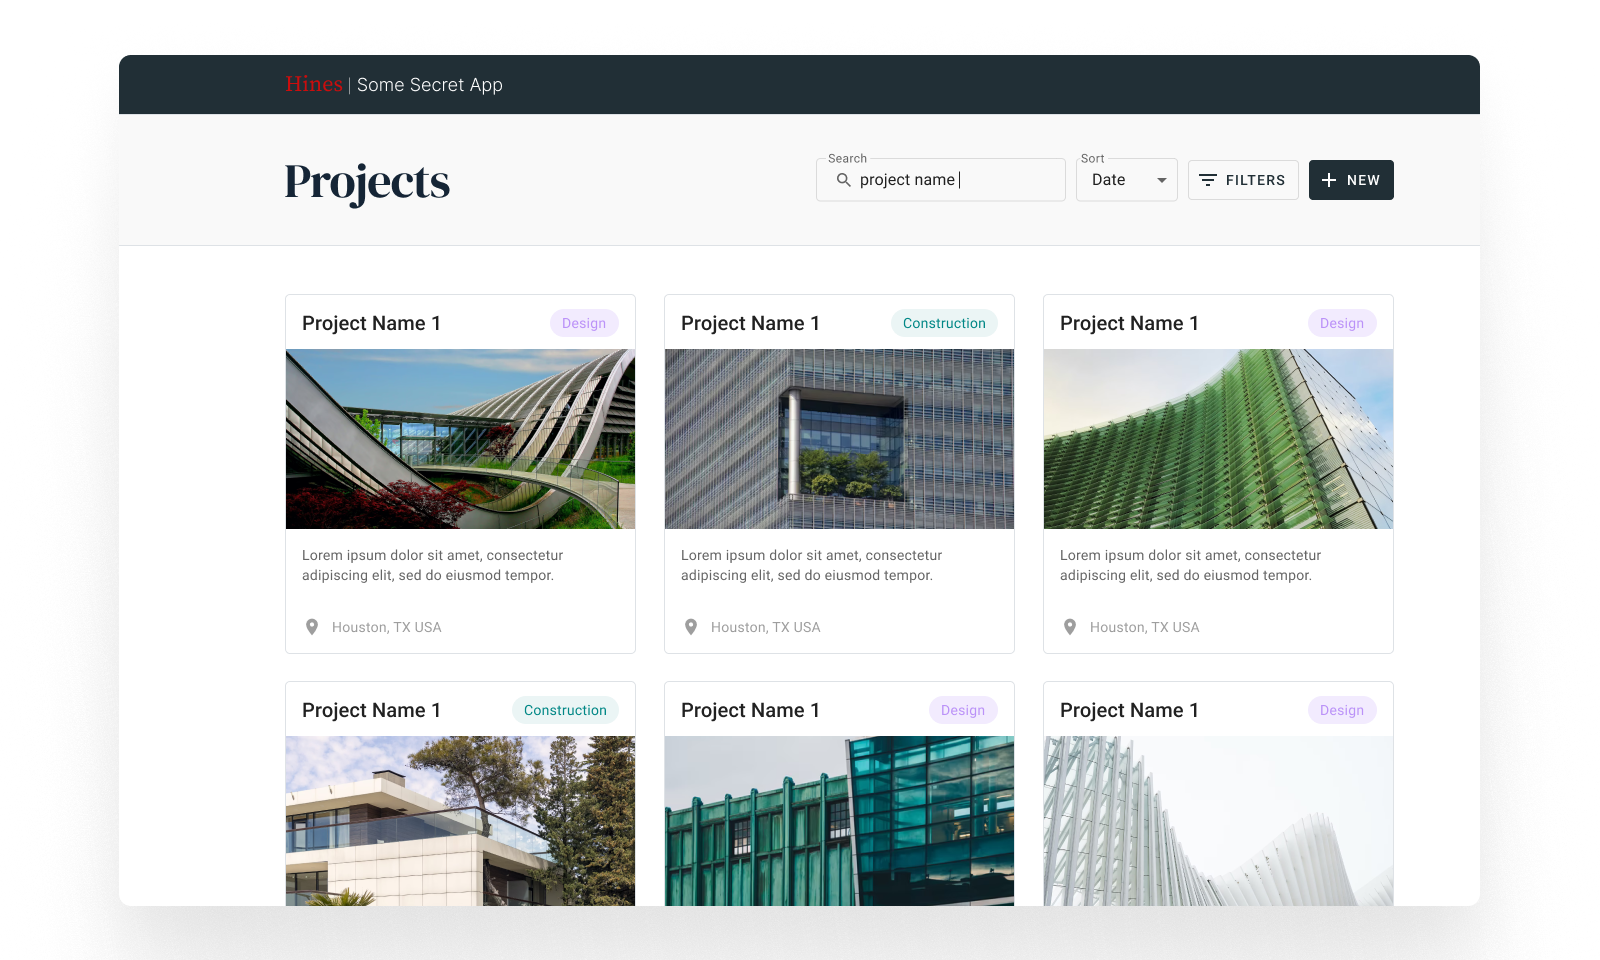 Hines | Some Secret App
Projects
Search
project name
Sort
Date
FILTERS
NEW
Project Name 1
Design
Lorem ipsum dolor sit amet, consectetur
adipiscing elit, sed do eiusmod tempor.
Houston, TX USA
Project Name 1
Construction
Lorem ipsum dolor sit amet, consectetur
adipiscing elit, sed do eiusmod tempor.
Houston, TX USA
Project Name 1
Design
Lorem ipsum dolor sit amet, consectetur
adipiscing elit, sed do eiusmod tempor.
Houston, TX USA
Project Name 1
Construction
Project Name 1
Design
Project Name 1
Design